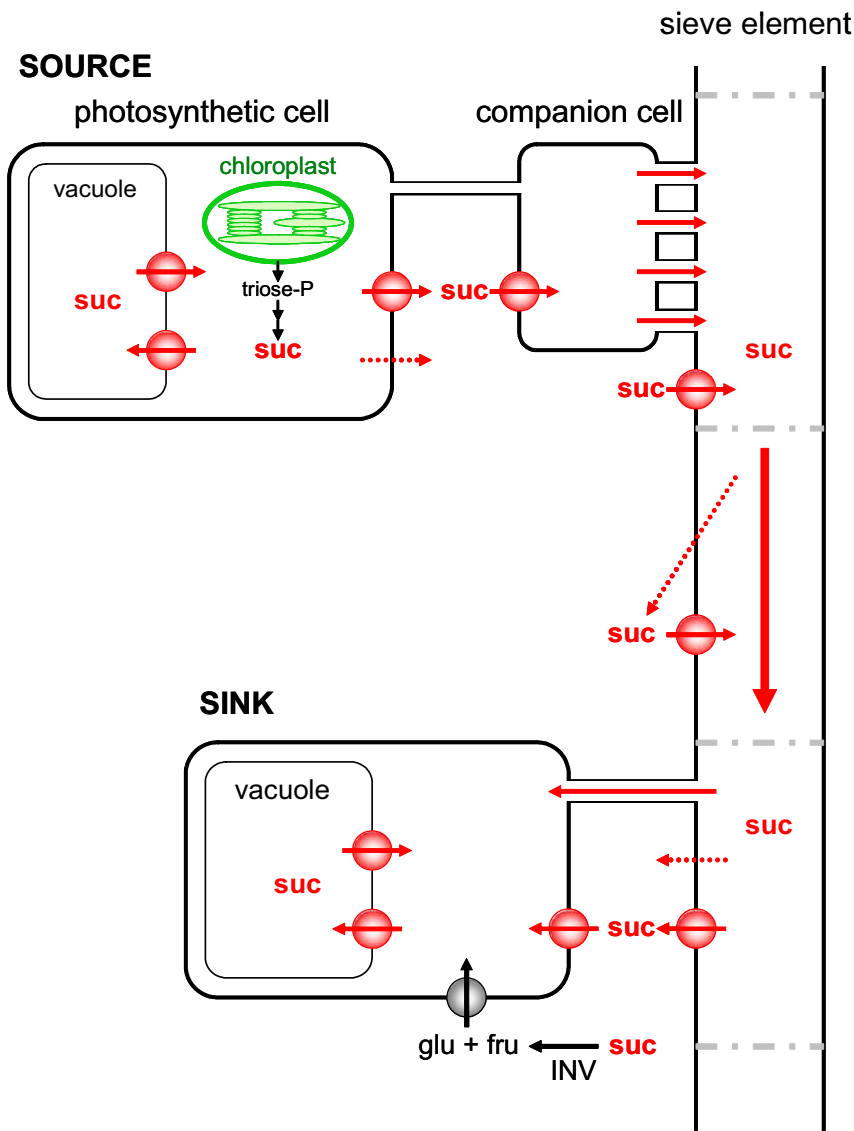 sieve element
SOURCE
photosynthetic cell
companion cell
chloroplast
vacuole
triose-P
suc
suc
suc
suc
suc
suc
SINK
vacuole
suc
suc
suc
glu + fru
suc
INV